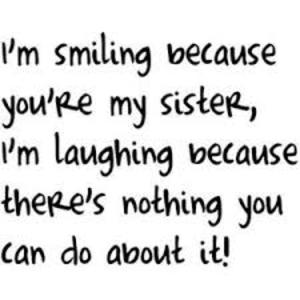 I'm smiling because
you're my sister,
I'm laughing because
there's nothing you
can do about it!